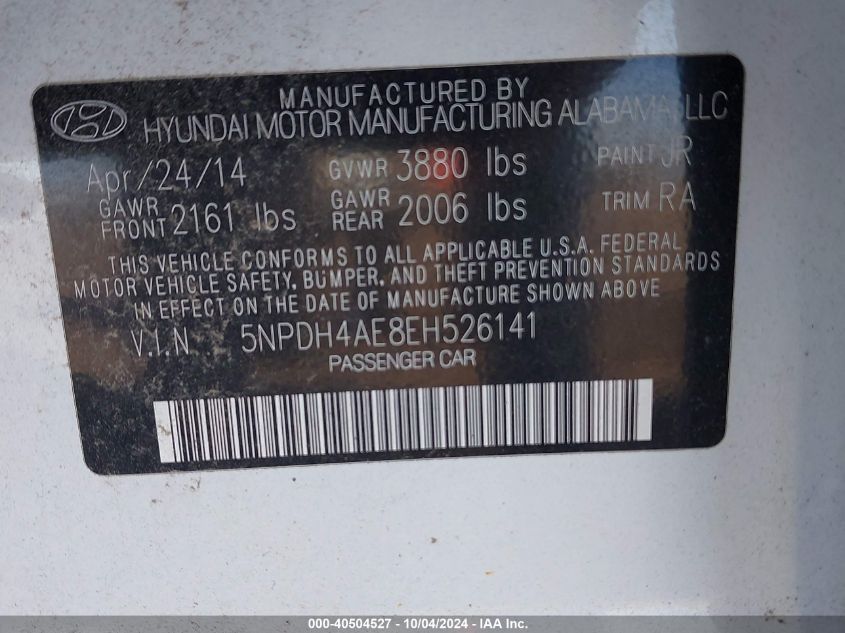 MANUFACTURED BY
HYUNDAI MOTOR MANUFACTURING ALABAMA, LLC
Apr/24/14 GVWR 3880 lbs PAINT JR
GAWR FRONT 2161 lbs GAWR REAR 2006 lbs TRIM RA
THIS VEHICLE CONFORMS TO ALL APPLICABLE U.S.A. FEDERAL
MOTOR VEHICLE SAFETY, BUMPER, AND THEFT PREVENTION STANDARDS
IN EFFECT ON THE DATE OF MANUFACTURE SHOWN ABOVE
V.I.N 5NPDH4AE8EH526141
PASSENGER CAR
000-40504527 - 10/04/2024 - IAA Inc.